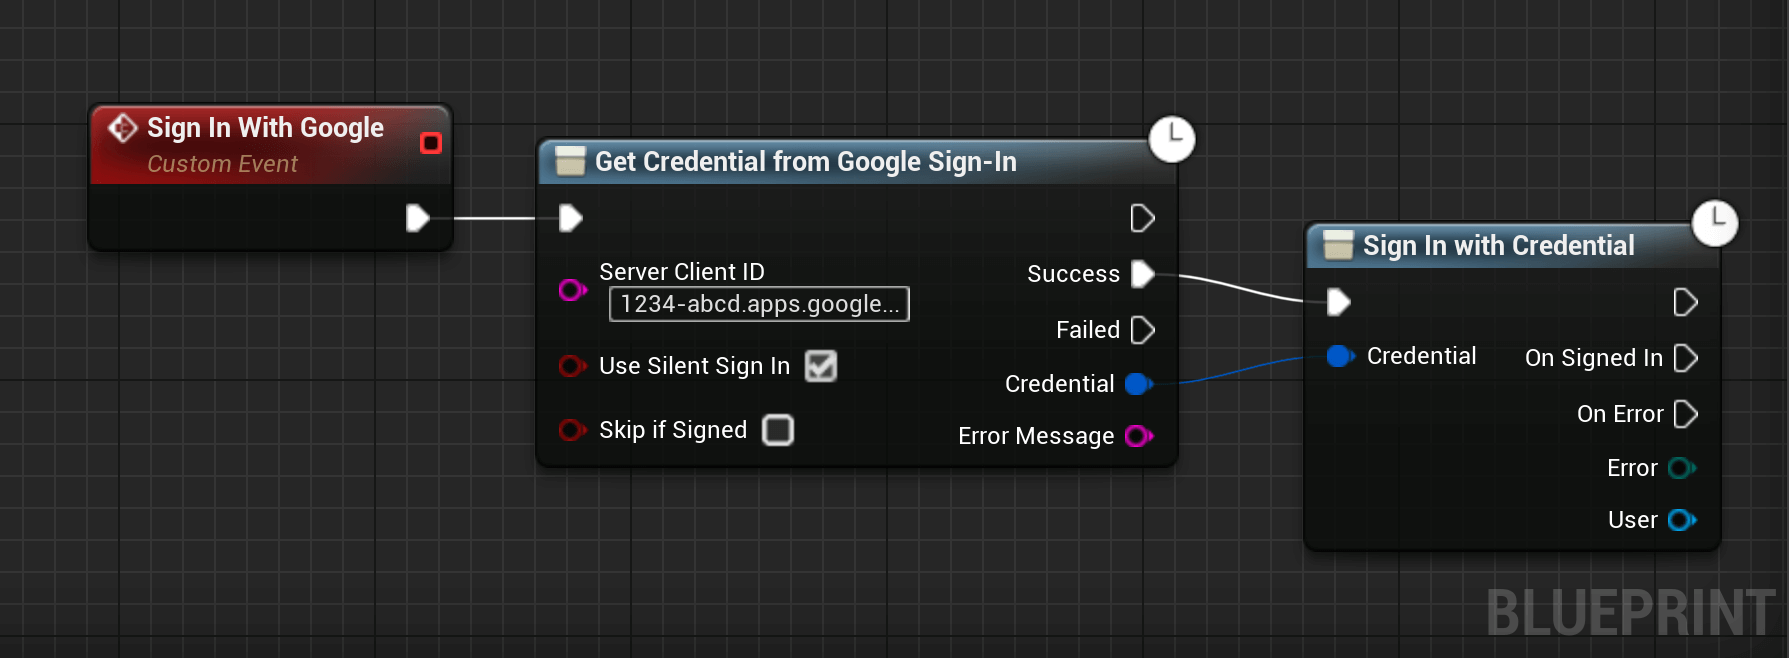 Sign In With Google
Custom Event
Get Credential from Google Sign-In
Server Client ID
1234-abcd.apps.google...
Use Silent Sign In
Skip if Signed
Success
Failed
Credential
Error Message
Sign In with Credential
Credential
On Signed In
On Error
Error
User
BLUEPRINT